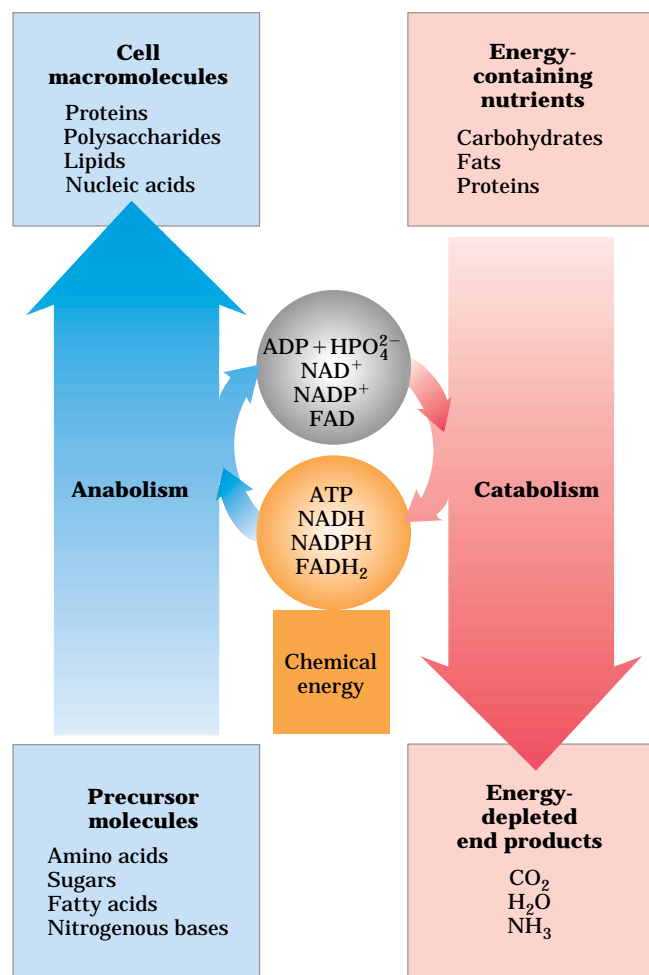 Cell
macromolecules
Proteins
Polysaccharides
Lipids
Nucleic acids
Energy-
containing
nutrients
Carbohydrates
Fats
Proteins
ADP + HPO₄²⁻
NAD⁺
NADP⁺
FAD
Anabolism
ATP
NADH
NADPH
FADH₂
Catabolism
Chemical
energy
Precursor
molecules
Amino acids
Sugars
Fatty acids
Nitrogenous bases
Energy-
depleted
end products
CO₂
H₂O
NH₃